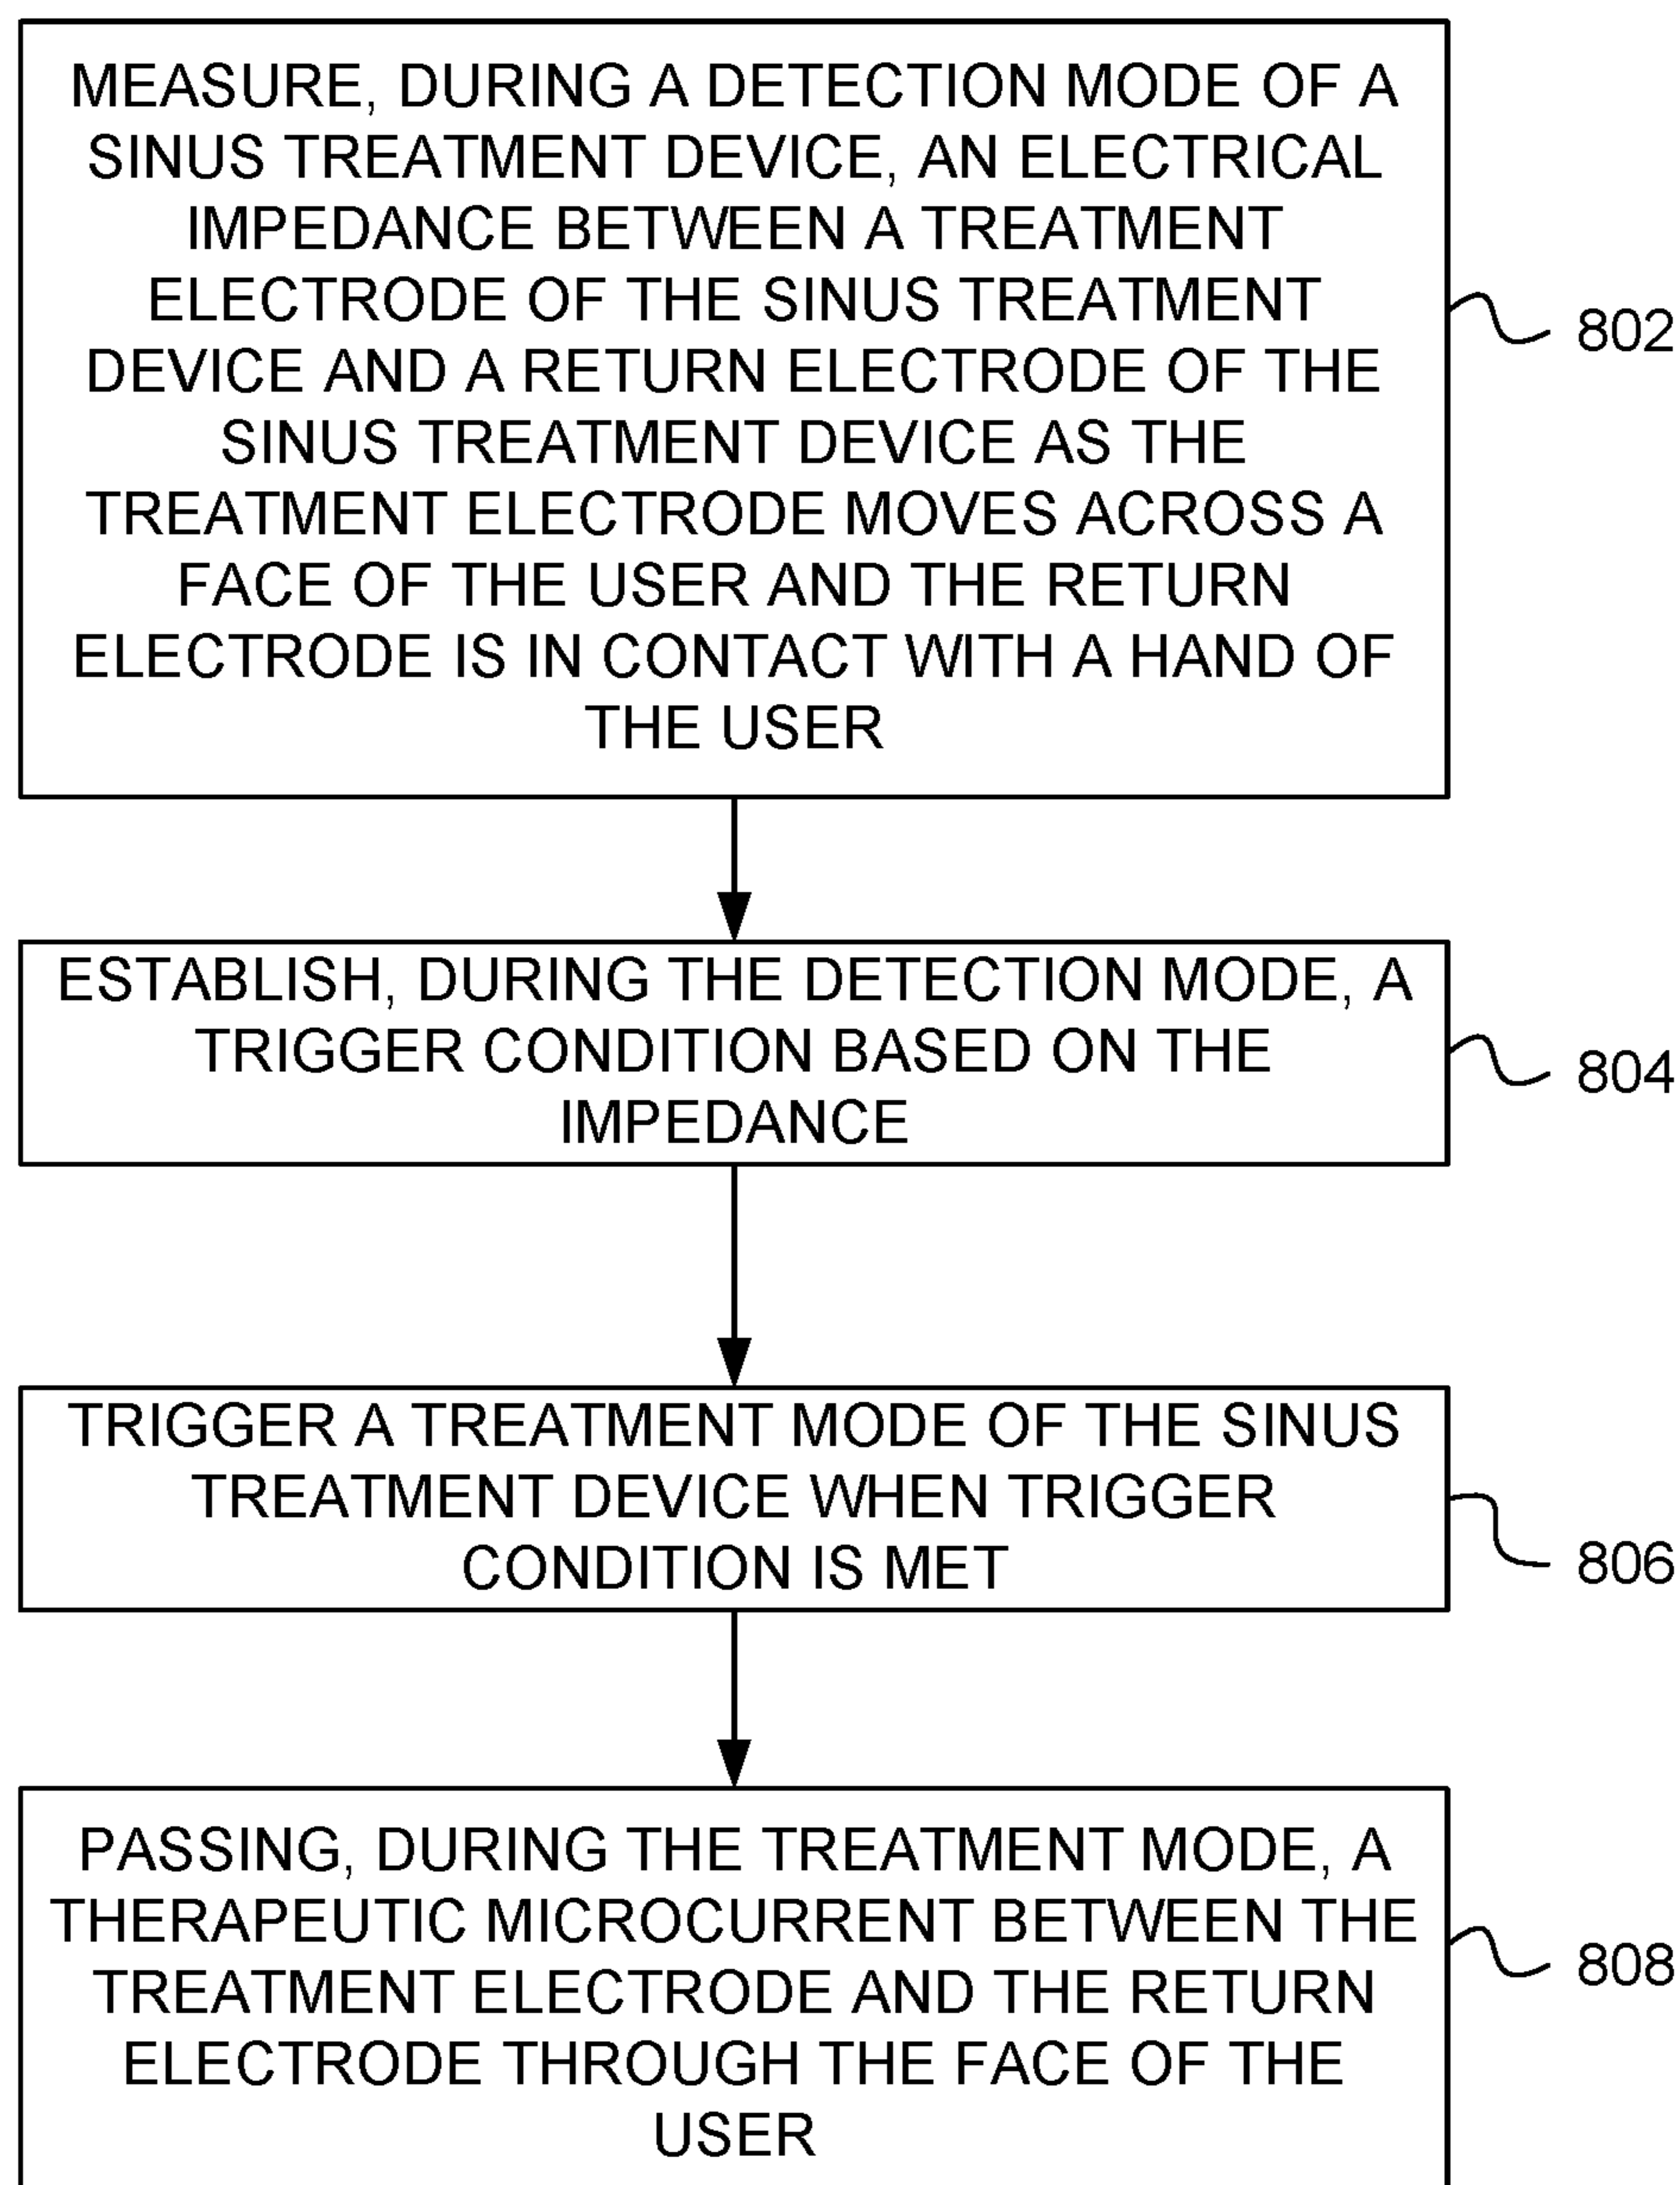 MEASURE, DURING A DETECTION MODE OF A
SINUS TREATMENT DEVICE, AN ELECTRICAL
IMPEDANCE BETWEEN A TREATMENT
ELECTRODE OF THE SINUS TREATMENT
DEVICE AND A RETURN ELECTRODE OF THE
SINUS TREATMENT DEVICE AS THE
TREATMENT ELECTRODE MOVES ACROSS A
FACE OF THE USER AND THE RETURN
ELECTRODE IS IN CONTACT WITH A HAND OF
THE USER
802
ESTABLISH, DURING THE DETECTION MODE, A
TRIGGER CONDITION BASED ON THE
IMPEDANCE
804
TRIGGER A TREATMENT MODE OF THE SINUS
TREATMENT DEVICE WHEN TRIGGER
CONDITION IS MET
806
PASSING, DURING THE TREATMENT MODE, A
THERAPEUTIC MICROCURRENT BETWEEN THE
TREATMENT ELECTRODE AND THE RETURN
ELECTRODE THROUGH THE FACE OF THE
USER
808